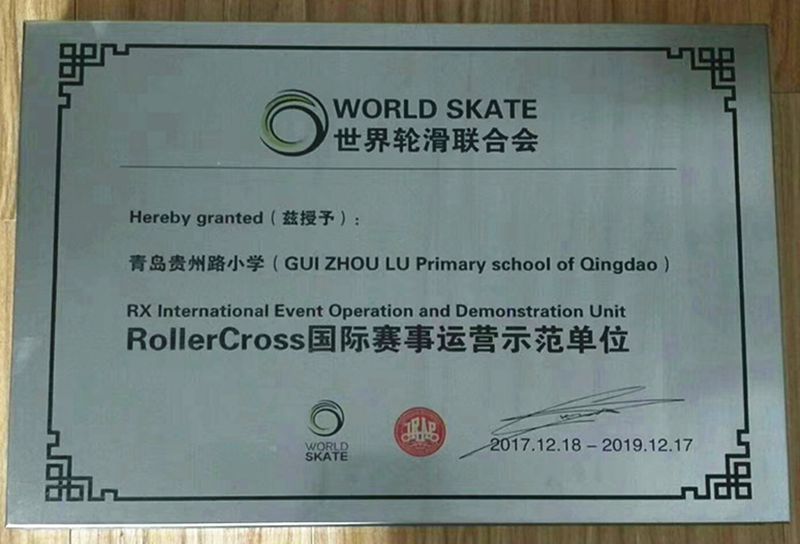 WORLD SKATE
世界轮滑联合会
Hereby granted（兹授予）：
青岛贵州路小学（GUI ZHOU LU Primary school of Qingdao）
RX International Event Operation and Demonstration Unit
RollerCross国际赛事运营示范单位
WORLD
SKATE
2017.12.18 – 2019.12.17